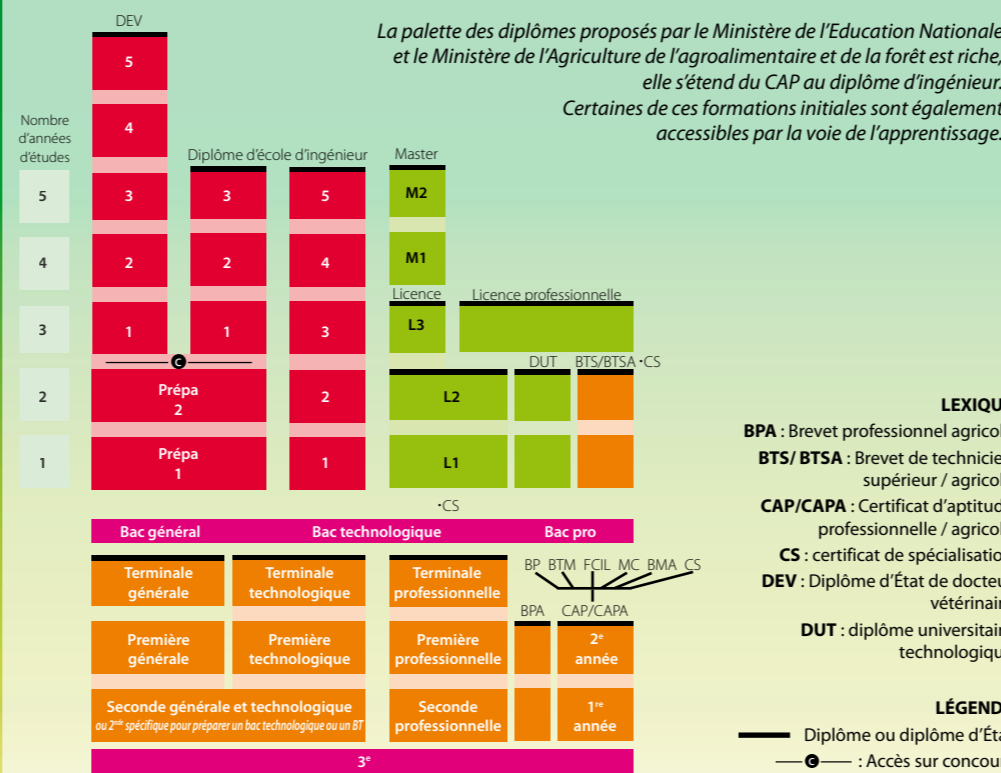 La palette des diplômes proposés par le Ministère de l'Education Nationale
et le Ministère de l'Agriculture de l'agroalimentaire et de la forêt est riche,
elle s'étend du CAP au diplôme d'ingénieur.
Certaines de ces formations initiales sont également
accessibles par la voie de l'apprentissage.
DEV
5
4
Nombre
d'années
d'études
Diplôme d'école d'ingénieur
Master
5
3
3
5
M2
4
2
2
4
M1
Licence
Licence professionnelle
3
1
1
3
L3
C
DUT
BTS/BTSA •CS
2
Prépa
2
2
L2
1
Prépa
1
1
L1
•CS
Bac général
Bac technologique
Bac pro
Terminale
générale
Terminale
technologique
Terminale
professionnelle
BP BTM FCIL MC BMA CS
BPA
CAP/CAPA
Première
générale
Première
technologique
Première
professionnelle
2e
année
Seconde générale et technologique
ou 2nde spécifique pour préparer un bac technologique ou un BT
Seconde
professionnelle
1re
année
3e
LEXIQU
BPA : Brevet professionnel agricol
BTS/ BTSA : Brevet de technicie
supérieur / agricol
CAP/CAPA : Certificat d'aptitud
professionnelle / agricol
CS : certificat de spécialisatio
DEV : Diplôme d'État de docteu
vétérinair
DUT : diplôme universitair
technologiqu
LÉGEND
Diplôme ou diplôme d'Éta
C : Accès sur concou